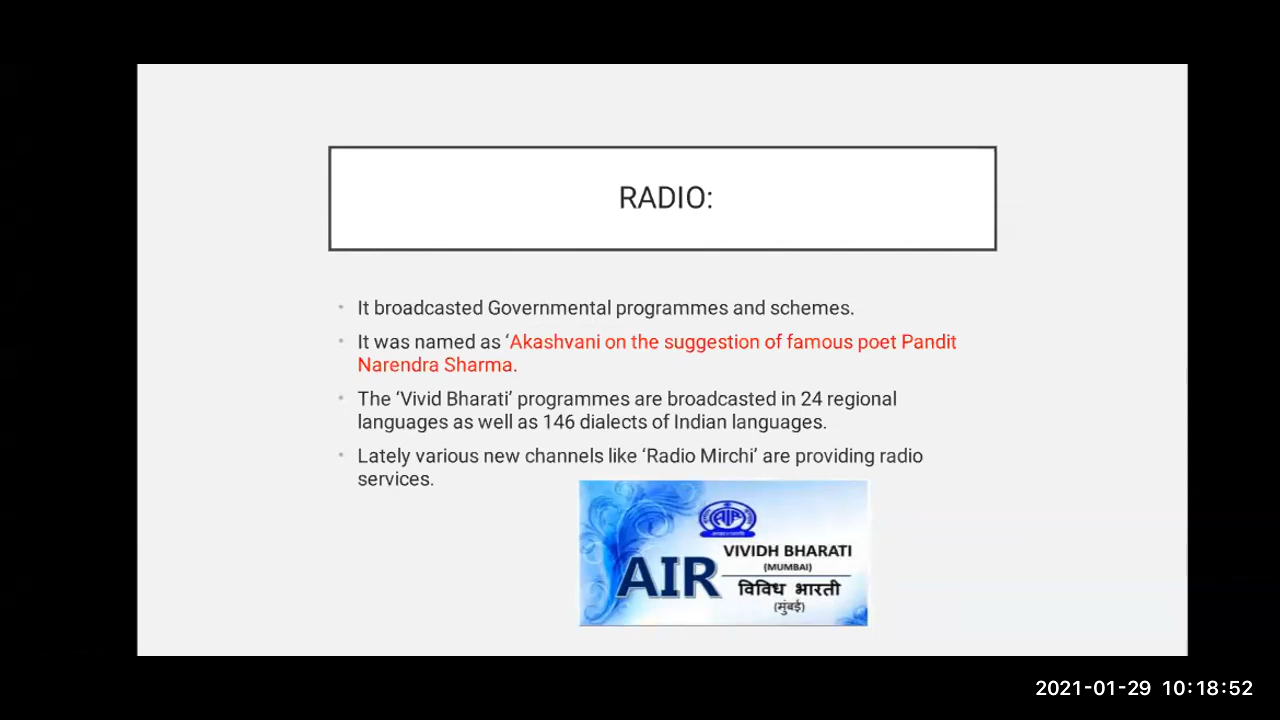 RADIO:
It broadcasted Governmental programmes and schemes.
It was named as ‘Akashvani on the suggestion of famous poet Pandit
Narendra Sharma.
The ‘Vivid Bharati’ programmes are broadcasted in 24 regional
languages as well as 146 dialects of Indian languages.
Lately various new channels like ‘Radio Mirchi’ are providing radio
services.
AIR
AIR
VIVIDH BHARATI
(MUMBAI)
विविध भारती
(मुंबई)
2021-01-29 10:18:52